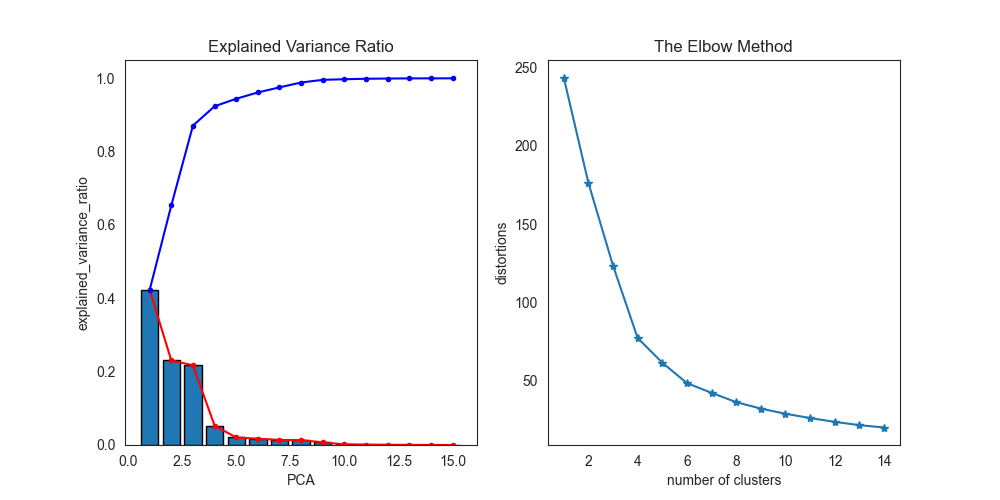 Explained Variance Ratio
explained_variance_ratio
1.0
0.8
0.6
0.4
0.2
0.0
0.0 2.5 5.0 7.5 10.0 12.5 15.0
PCA
The Elbow Method
distortions
250
200
150
100
50
2 4 6 8 10 12 14
number of clusters